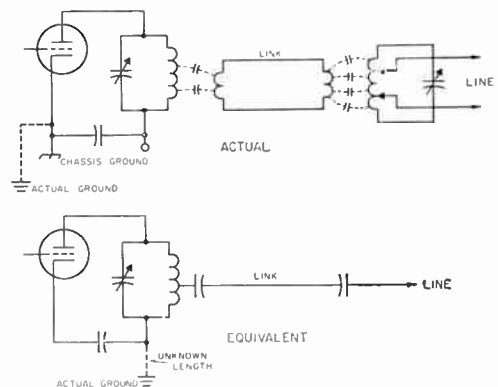 LINK
LINE
CHASSIS GROUND
ACTUAL
ACTUAL GROUND
LINK
LINE
EQUIVALENT
UNKNOWN
LENGTH
ACTUAL GROUND